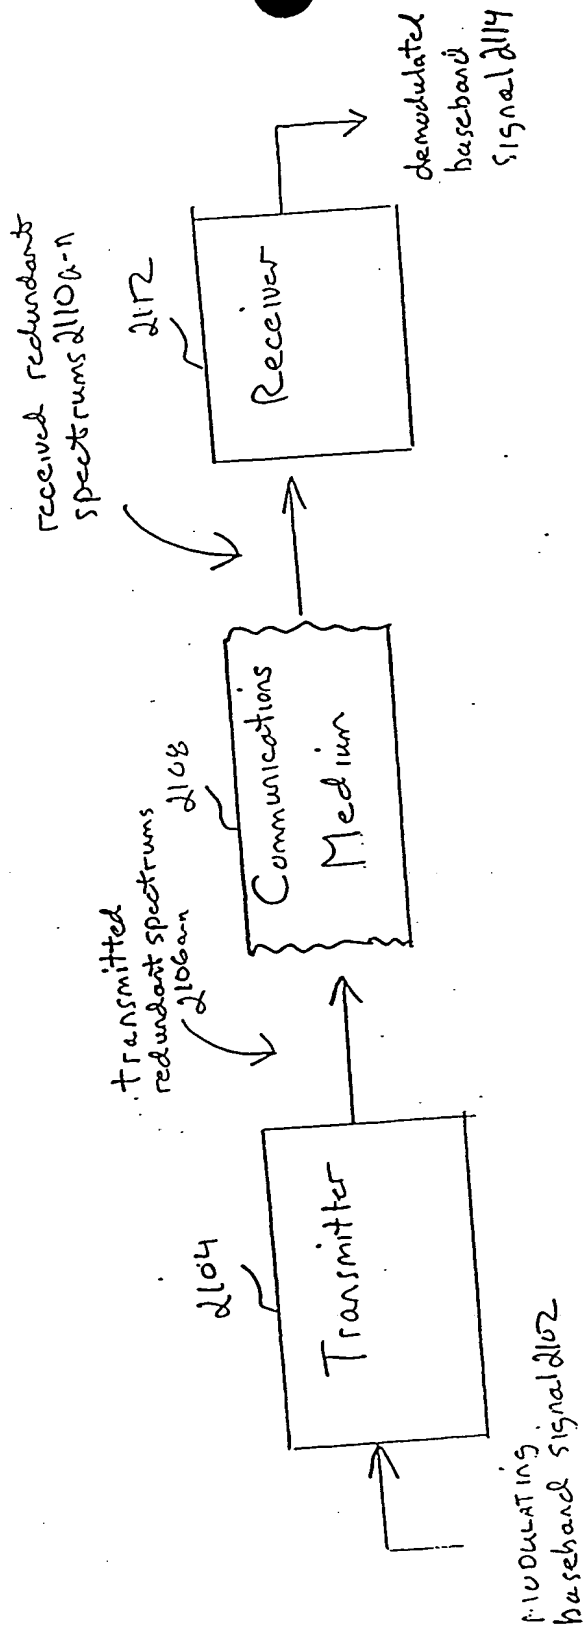 MODULATING
baseband signal 2102
2104
Transmitter
transmitted
redundant spectrums
2106a-n
2108
Communications
Medium
received redundant
spectrums 2110a-n
2112
Receiver
demodulated
baseband
signal 2114